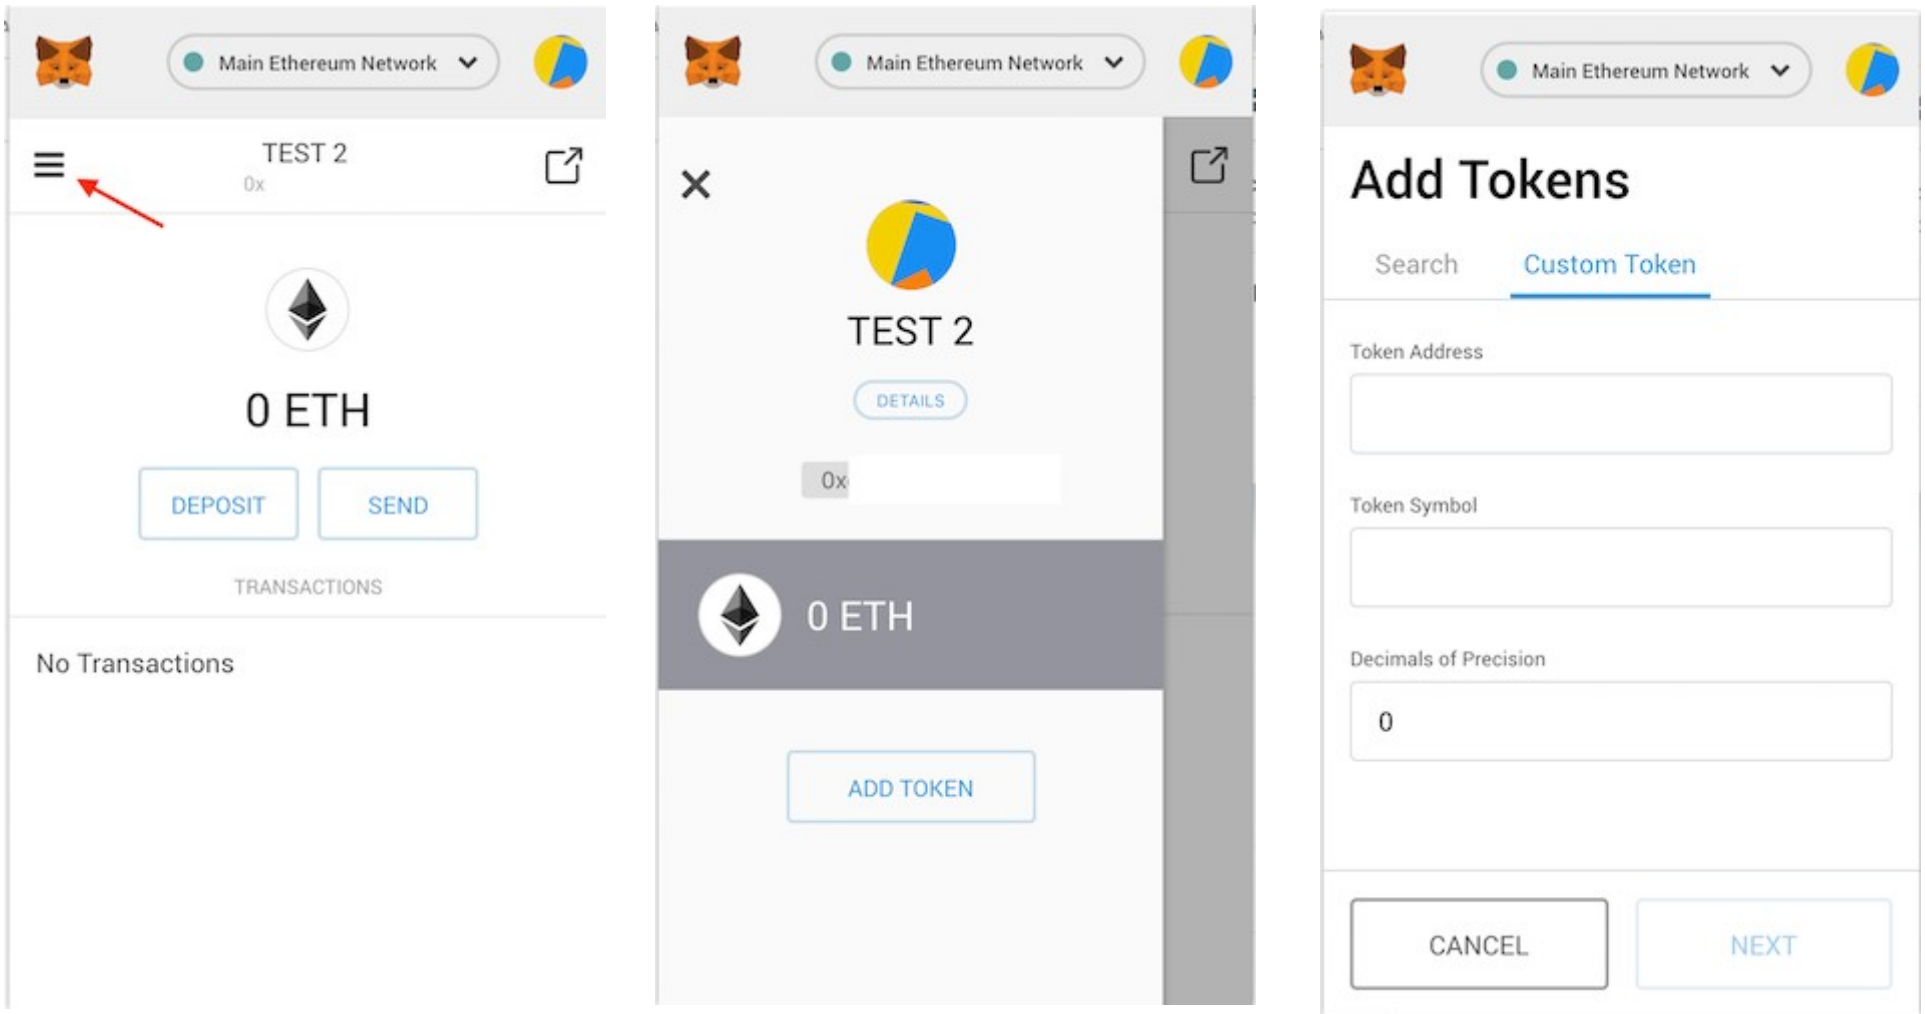 Main Ethereum Network
TEST 2
0x
0 ETH
DEPOSIT
SEND
TRANSACTIONS
No Transactions
Main Ethereum Network
TEST 2
DETAILS
0x
0 ETH
ADD TOKEN
Main Ethereum Network
Add Tokens
Search
Custom Token
Token Address
Token Symbol
Decimals of Precision
0
CANCEL
NEXT